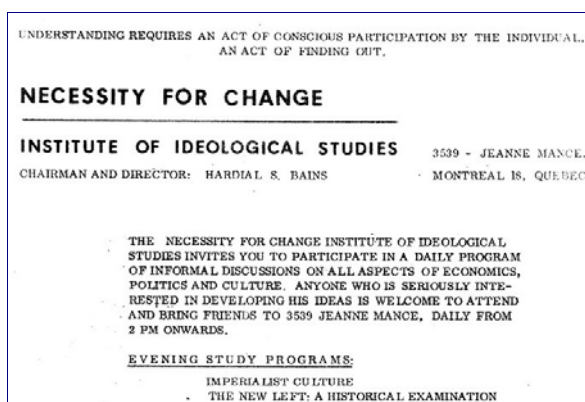 UNDERSTANDING REQUIRES AN ACT OF CONSCIOUS PARTICIPATION BY THE INDIVIDUAL.
AN ACT OF FINDING OUT.
NECESSITY FOR CHANGE
INSTITUTE OF IDEOLOGICAL STUDIES
3539 - JEANNE MANCE.
CHAIRMAN AND DIRECTOR: HARDIAL S. BAINS
MONTREAL 18, QUEBEC
THE NECESSITY FOR CHANGE INSTITUTE OF IDEOLOGICAL
STUDIES INVITES YOU TO PARTICIPATE IN A DAILY PROGRAM
OF INFORMAL DISCUSSIONS ON ALL ASPECTS OF ECONOMICS,
POLITICS AND CULTURE. ANYONE WHO IS SERIOUSLY INTE-
RESTED IN DEVELOPING HIS IDEAS IS WELCOME TO ATTEND
AND BRING FRIENDS TO 3539 JEANNE MANCE, DAILY FROM
2 PM ONWARDS.
EVENING STUDY PROGRAMS:
IMPERIALIST CULTURE
THE NEW LEFT: A HISTORICAL EXAMINATION